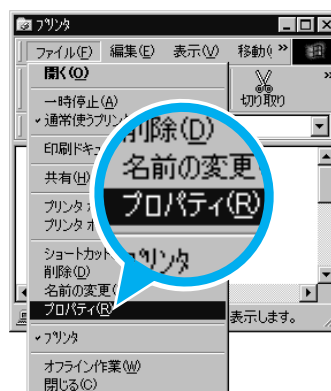 プリンタ
ファイル(F) 編集(E) 表示(V) 移動( »
開く(O)
一時停止(A)
通常使うプリン
印刷ドキュ
共有(H)
プリンタ
プリンタ
ショートカット
削除(D)
名前の変更(
プロパティ(R)
プリンタ
オフライン作業(W)
閉じる(C)
切り取り
»
表示します。
削除(D)
名前の変更
プロパティ(R)
プリンタ